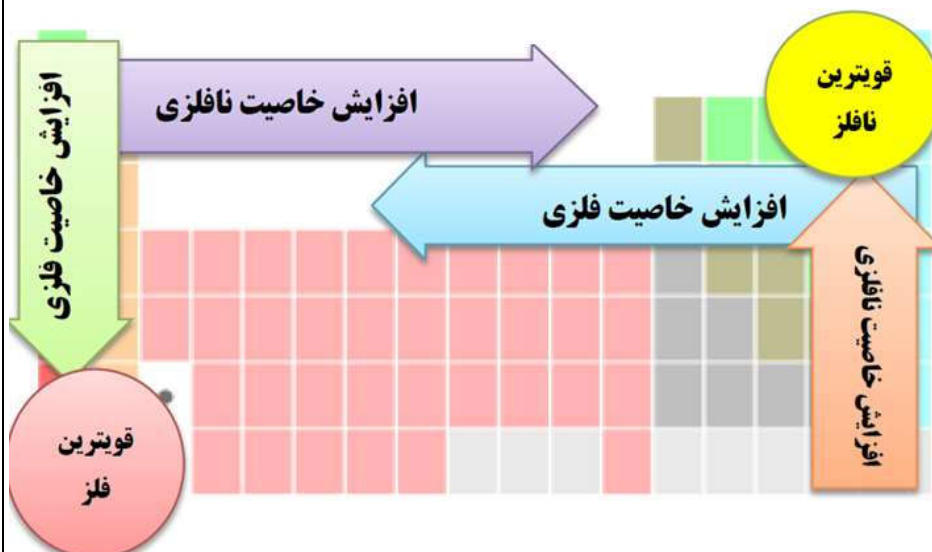 افزایش خاصیت نافلزی
قویترین
نافلز
افزایش خاصیت فلزی
افزایش خاصیت فلزی
افزایش خاصیت نافلزی
قویترین
فلز